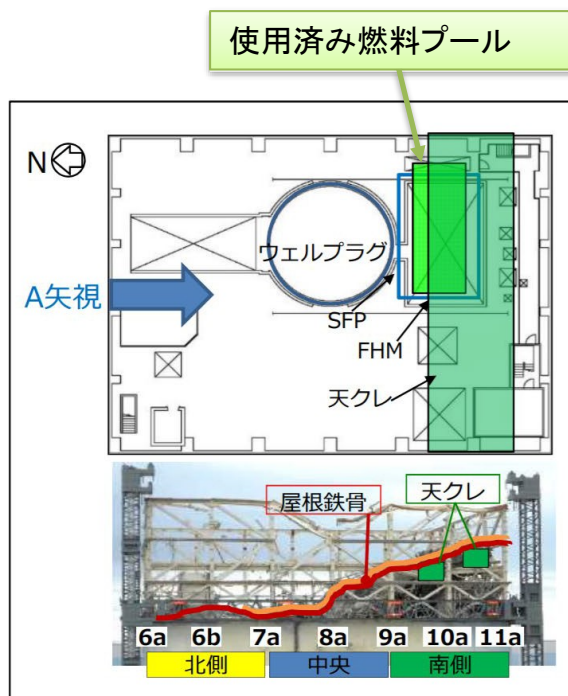 使用済み燃料プール
N
ウェルプラグ
A矢視
SFP
FHM
天クレ
屋根鉄骨
天クレ
6a 6b 7a 8a 9a 10a 11a
北側 中央 南側